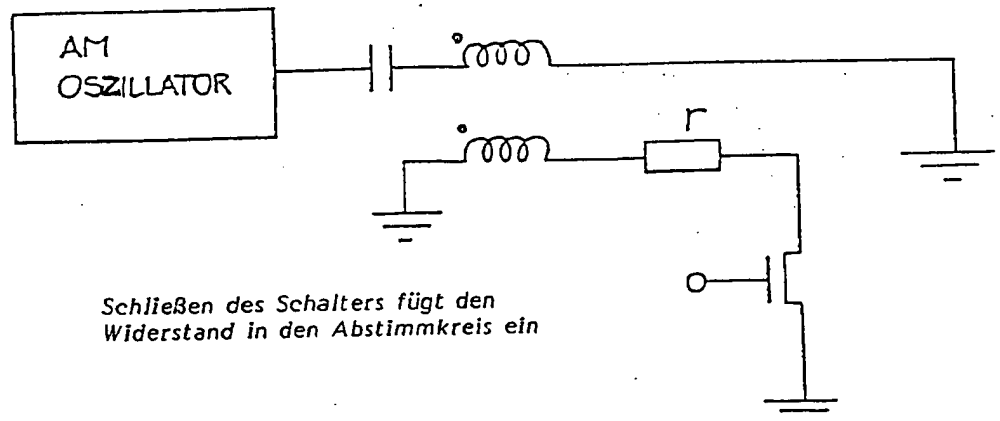 AM
OSZILLATOR
r
Schließen des Schalters fügt den
Widerstand in den Abstimmkreis ein